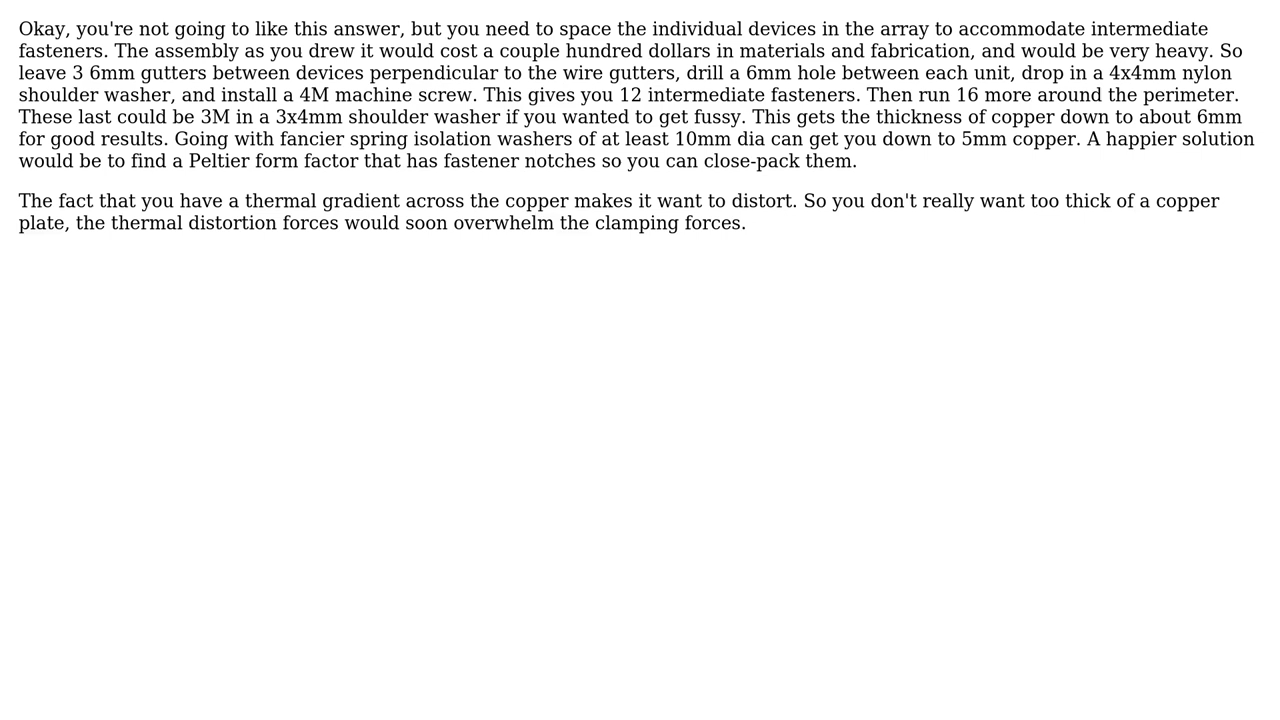 Okay, you're not going to like this answer, but you need to space the individual devices in the array to accommodate intermediate
fasteners. The assembly as you drew it would cost a couple hundred dollars in materials and fabrication, and would be very heavy. So
leave 3 6mm gutters between devices perpendicular to the wire gutters, drill a 6mm hole between each unit, drop in a 4x4mm nylon
shoulder washer, and install a 4M machine screw. This gives you 12 intermediate fasteners. Then run 16 more around the perimeter.
These last could be 3M in a 3x4mm shoulder washer if you wanted to get fussy. This gets the thickness of copper down to about 6mm
for good results. Going with fancier spring isolation washers of at least 10mm dia can get you down to 5mm copper. A happier solution
would be to find a Peltier form factor that has fastener notches so you can close-pack them.
The fact that you have a thermal gradient across the copper makes it want to distort. So you don't really want too thick of a copper
plate, the thermal distortion forces would soon overwhelm the clamping forces.